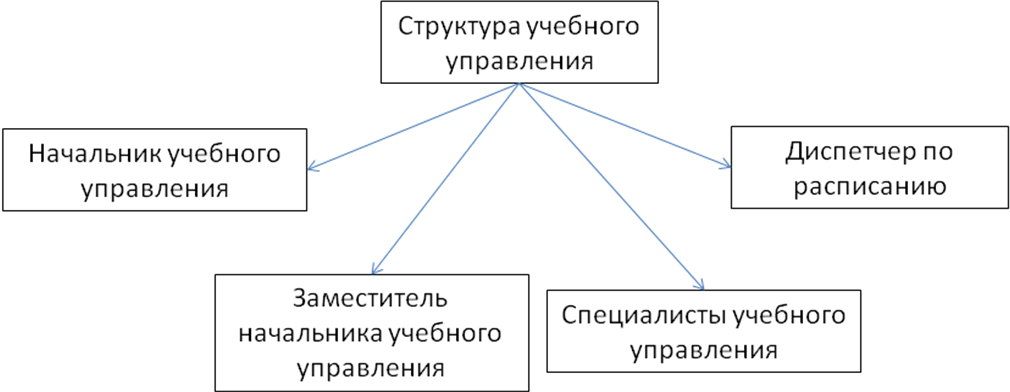 Структура учебного
управления
Начальник учебного
управления
Диспетчер по
расписанию
Заместитель
начальника учебного
управления
Специалисты учебного
управления